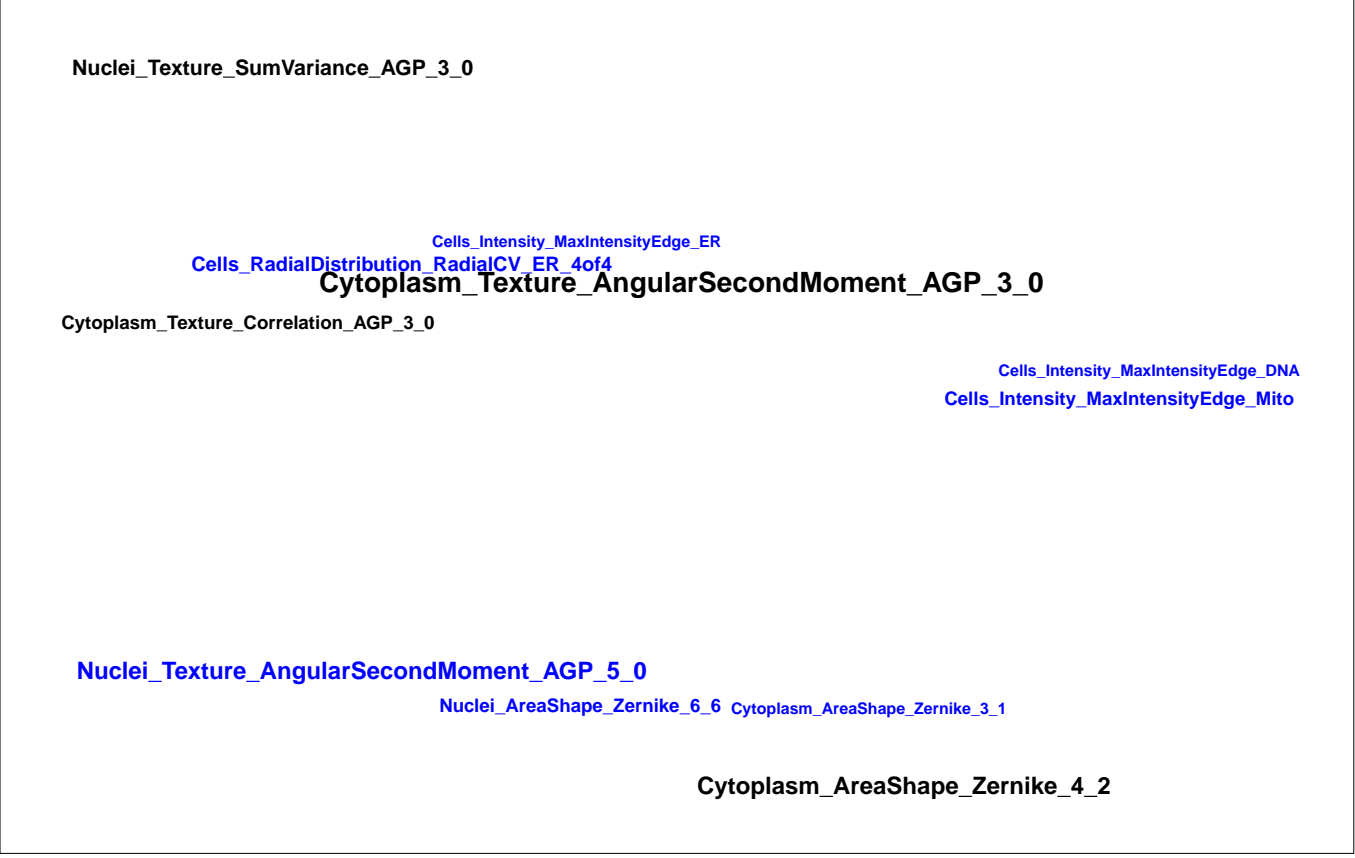 Nuclei_Texture_SumVariance_AGP_3_0
Cells_Intensity_MaxIntensityEdge_ER
Cells_RadialDistribution_RadialCV_ER_4of4
Cytoplasm_Texture_AngularSecondMoment_AGP_3_0
Cytoplasm_Texture_Correlation_AGP_3_0
Cells_Intensity_MaxIntensityEdge_DNA
Cells_Intensity_MaxIntensityEdge_Mito
Nuclei_Texture_AngularSecondMoment_AGP_5_0
Nuclei_AreaShape_Zernike_6_6 Cytoplasm_AreaShape_Zernike_3_1
Cytoplasm_AreaShape_Zernike_4_2